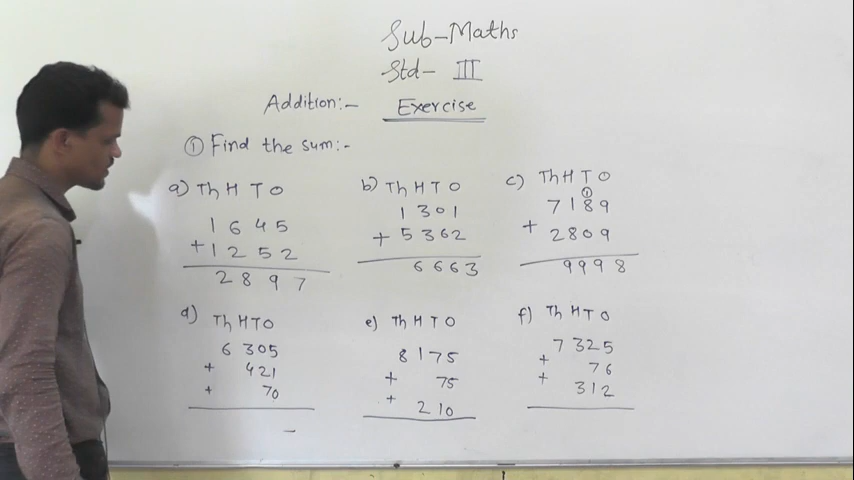 Sub-Maths
Std- III
Addition:- Exercise
① Find the sum:-
a) Th H T O
1 6 4 5
+ 1 2 5 2
2 8 9 7
b) Th H T O
1 3 0 1
+ 5 3 6 2
6 6 6 3
c) Th H T O
①
7 1 8 9
+ 2 8 0 9
9 9 9 8
d) Th H T O
6 3 0 5
+ 4 2 1
+ 7 0
e) Th H T O
8 1 7 5
+ 7 5
+ 2 1 0
f) Th H T O
7 3 2 5
+ 7 6
+ 3 1 2